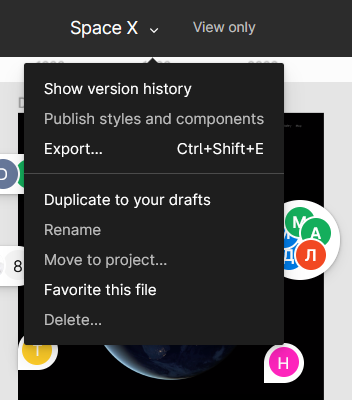 Space X View only
Show version history
Publish styles and components
Export... Ctrl+Shift+E
Duplicate to your drafts
Rename
Move to project...
Favorite this file
Delete...
М
А
Д
Л
8
T
H